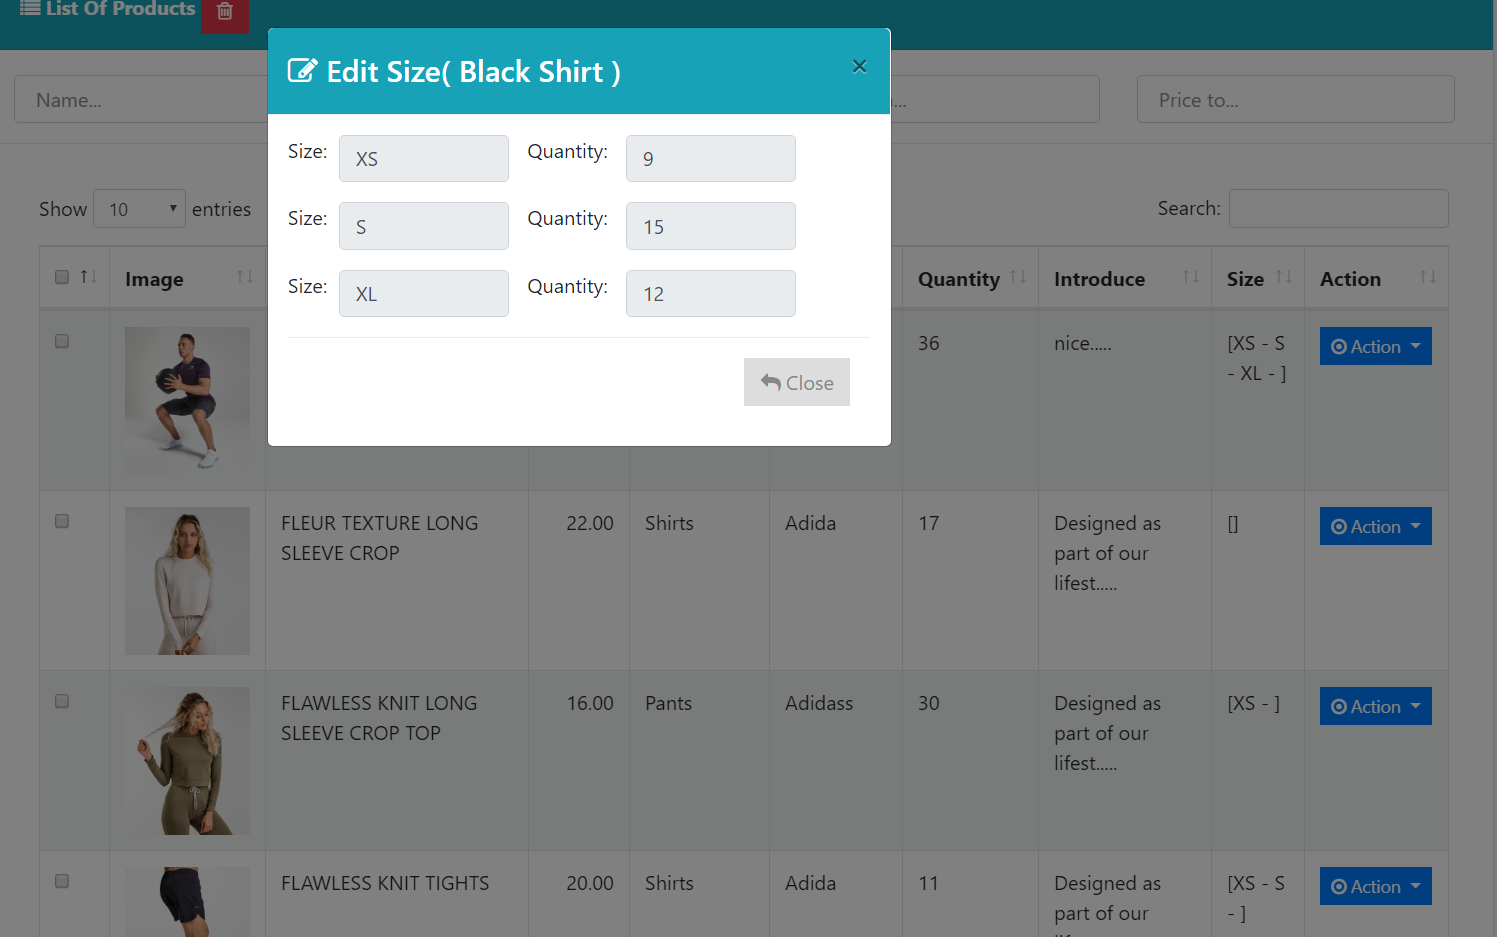 List Of Products
Edit Size( Black Shirt )
×
Name...
...
Price to...
Size: XS Quantity: 9
Size: S Quantity: 15
Size: XL Quantity: 12
Close
Show 10 entries
Search:
Image Quantity Introduce Size Action
36 nice..... [XS - S Action
- XL - ]
FLEUR TEXTURE LONG 22.00 Shirts Adida 17 Designed as [] Action
SLEEVE CROP part of our
lifest.....
FLAWLESS KNIT LONG 16.00 Pants Adidass 30 Designed as [XS - ] Action
SLEEVE CROP TOP part of our
lifest.....
FLAWLESS KNIT TIGHTS 20.00 Shirts Adida 11 Designed as [XS - S Action
part of our - ]